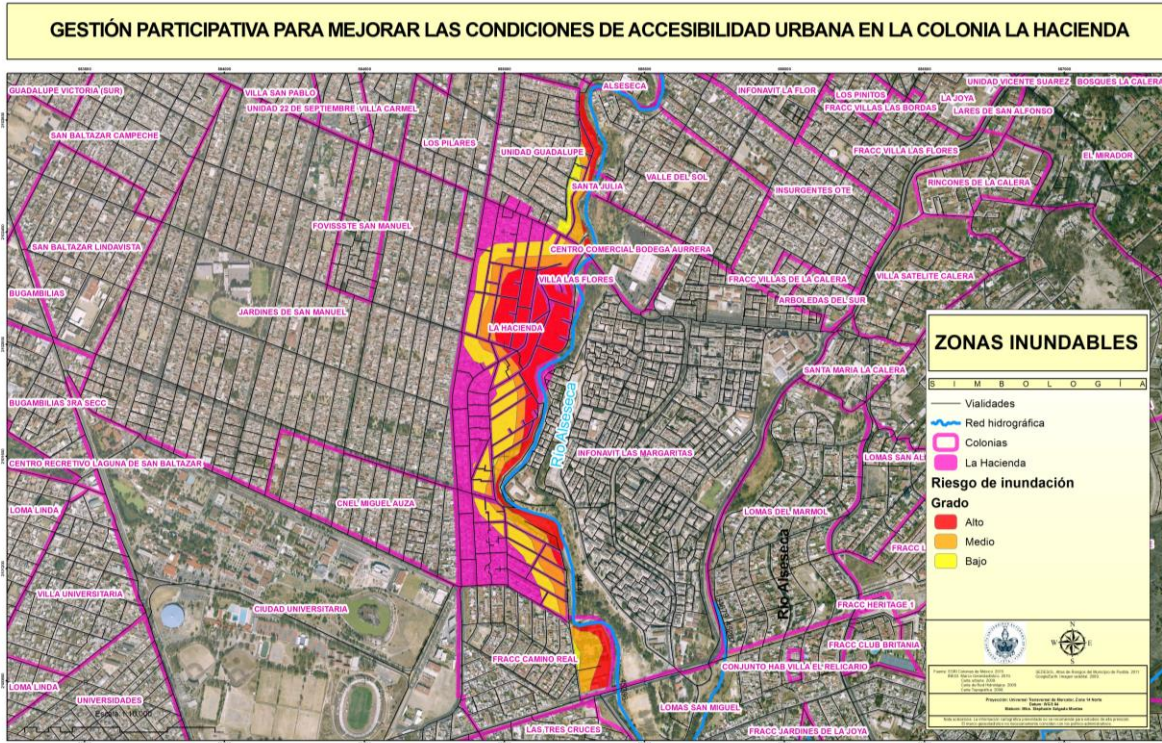 GESTIÓN PARTICIPATIVA PARA MEJORAR LAS CONDICIONES DE ACCESIBILIDAD URBANA EN LA COLONIA LA HACIENDA
GUADALUPE VICTORIA (SUR)
VILLA SAN PABLO
UNIDAD 22 DE SEPTIEMBRE
VILLA CARMEL
ALSESECA
INFONAVIT LA FLOR
UNIDAD VICENTE SUAREZ
BOSQUES LA CALERA
LOS PINITOS
LA JOYA
FRACC VILLAS LAS BORDAS
LARES DE SAN ALFONSO
SAN BALTAZAR CAMPECHE
LOS PILARES
UNIDAD GUADALUPE
FRACC VILLA LAS FLORES
EL MIRADOR
VALLE DEL SOL
SANTA JULIA
INSURGENTES OTE
RINCONES DE LA CALERA
FOVISSSTE SAN MANUEL
SAN BALTAZAR LINDAVISTA
CENTRO COMERCIAL BODEGA AURRERA
VILLA LAS FLORES
FRACC VILLAS DE LA CALERA
VILLA SATELITE CALERA
BUGAMBILIAS
ARBOLEDAS DEL SUR
JARDINES DE SAN MANUEL
LA HACIENDA
SANTA MARIA LA CALERA
BUGAMBILIAS 3RA SECC
Río Alseseca
INFONAVIT LAS MARGARITAS
LOMAS SAN AL
CENTRO RECRETIVO LAGUNA DE SAN BALTAZAR
CNEL MIGUEL AUZA
LOMA LINDA
LOMAS DEL MARMOL
FRACC L
Río Alseseca
VILLA UNIVERSITARIA
CIUDAD UNIVERSITARIA
FRACC HERITAGE 1
FRACC CLUB BRITANIA
FRACC CAMINO REAL
CONJUNTO HAB VILLA EL RELICARIO
LOMA LINDA
UNIVERSIDADES
LOMAS SAN MIGUEL
Escala 1:10,000
LAS TRES CRUCES
FRACC JARDINES DE LA JOYA
ZONAS INUNDABLES
SIMBOLOGÍA
Vialidades
Red hidrográfica
Colonias
La Hacienda
Riesgo de inundación
Grado
Alto
Medio
Bajo
N
W E
S